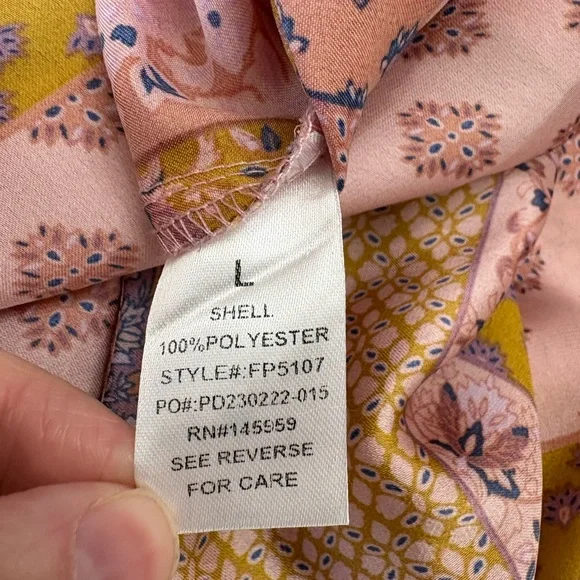 L
SHELL
100%POLYESTER
STYLE#:FP5107
PO#:PD230222-015
RN#145959
SEE REVERSE
FOR CARE